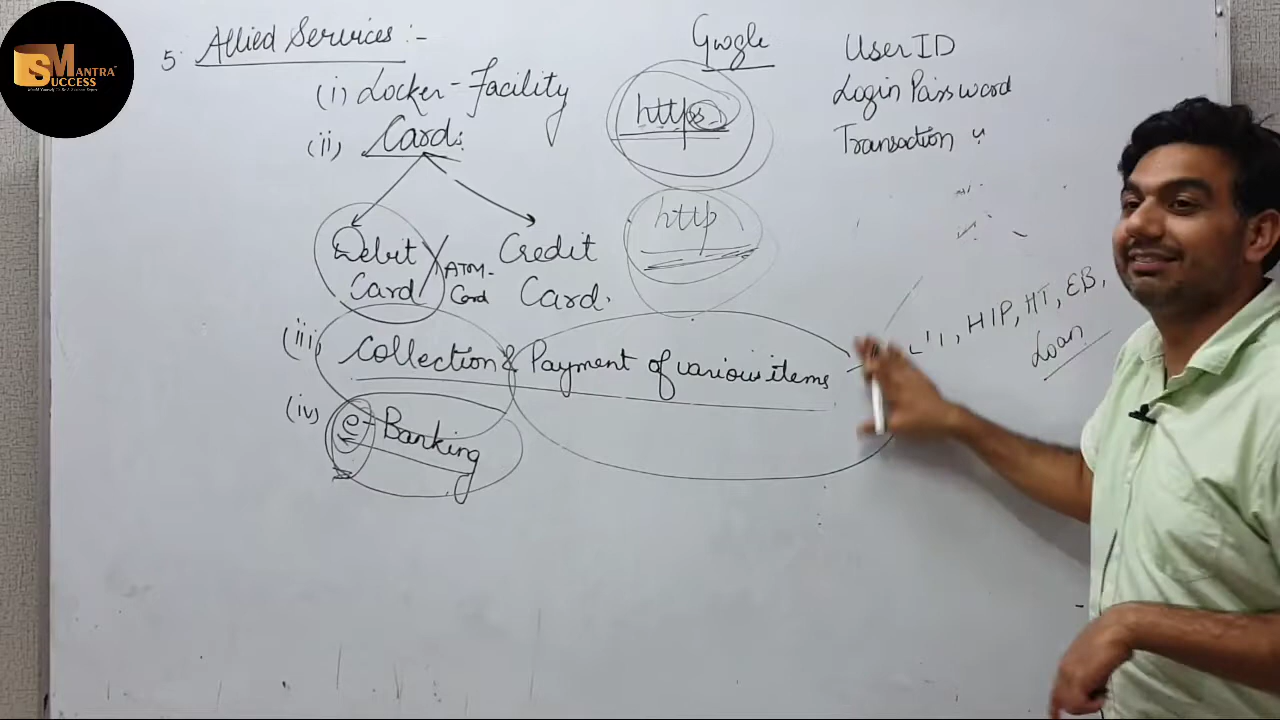 SMANTRA
SUCCESS
5. Allied Services :-
(i) Locker - Facility
(ii) Card:
Debit Card / ATM-Card
Credit Card.
(iii) Collection & Payment of various items
HIP, HT, EB,
Loan
(iv) e-Banking
Google
https
http
User ID
Login Password
Transaction "